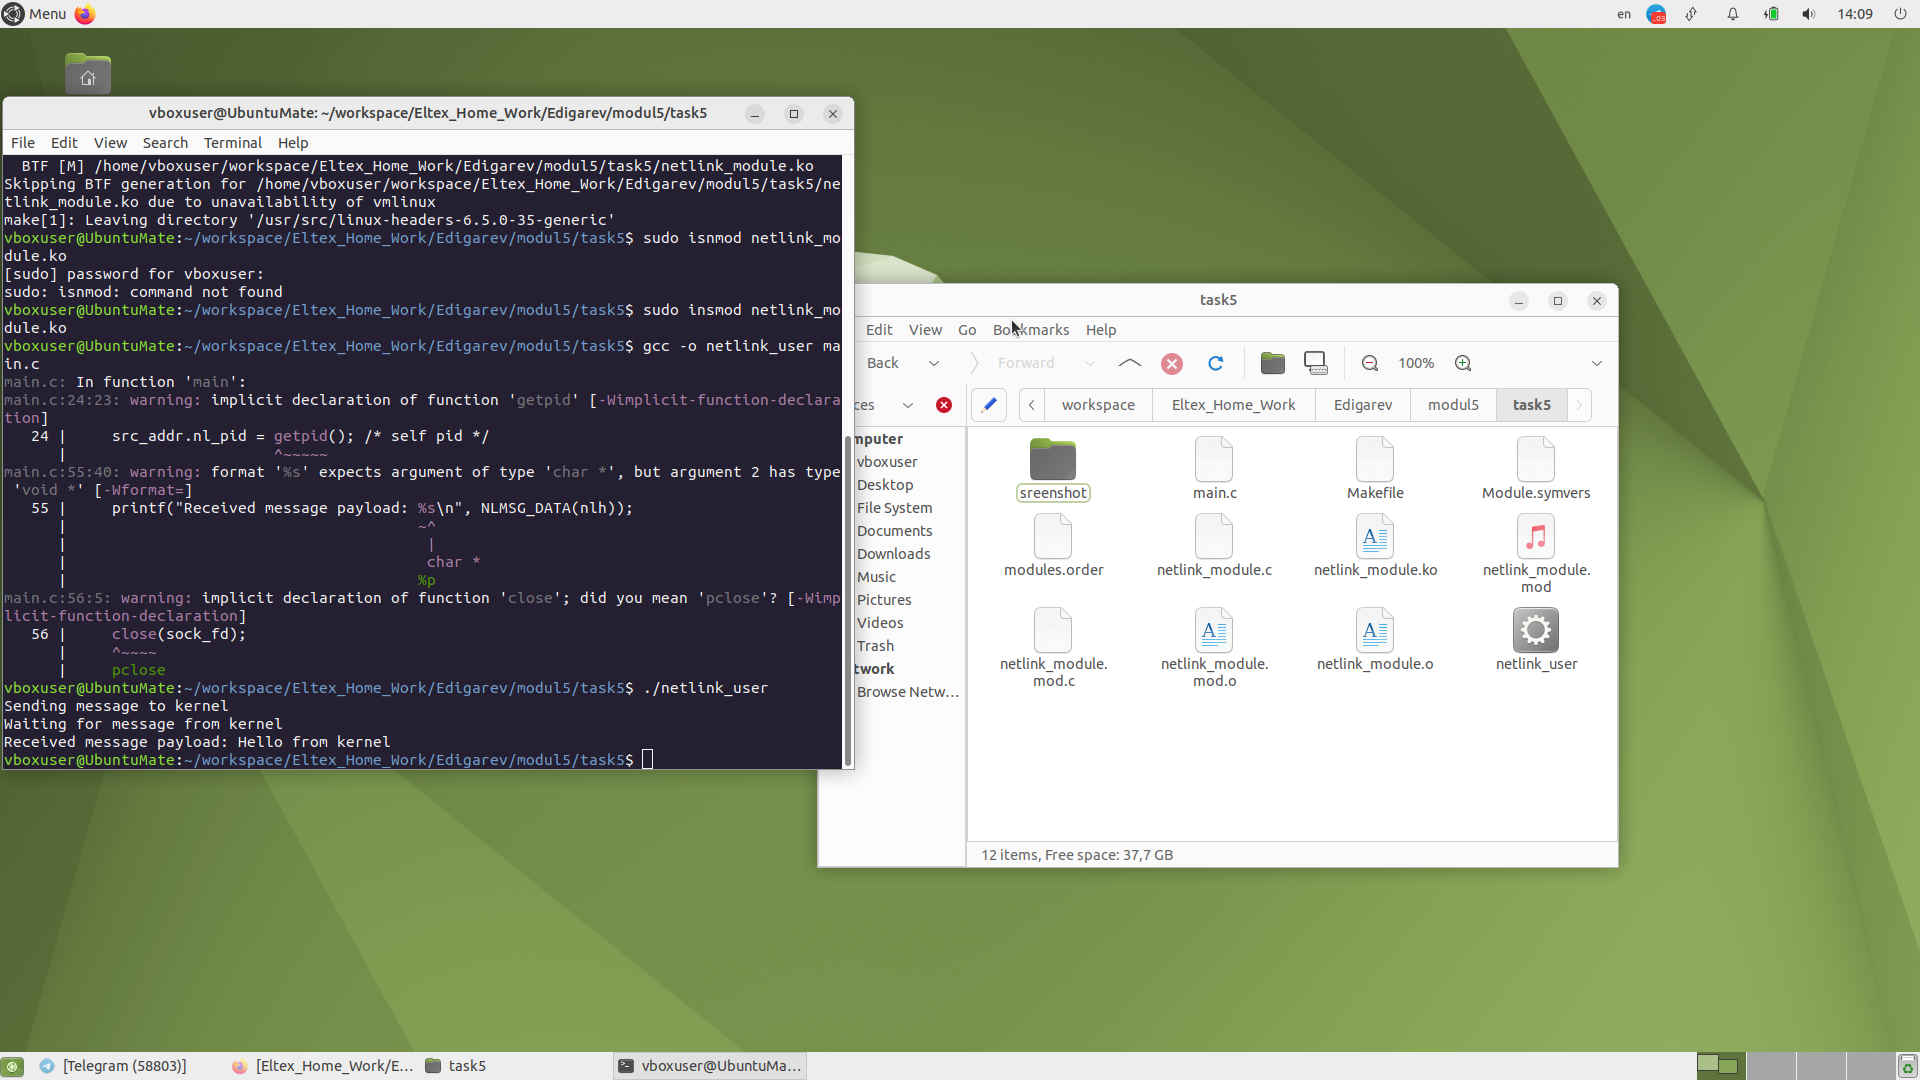 Menu
en
..03
14:09
vboxuser@UbuntuMate: ~/workspace/Eltex_Home_Work/Edigarev/modul5/task5
File Edit View Search Terminal Help
  BTF [M] /home/vboxuser/workspace/Eltex_Home_Work/Edigarev/modul5/task5/netlink_module.ko
Skipping BTF generation for /home/vboxuser/workspace/Eltex_Home_Work/Edigarev/modul5/task5/ne
tlink_module.ko due to unavailability of vmlinux
make[1]: Leaving directory '/usr/src/linux-headers-6.5.0-35-generic'
vboxuser@UbuntuMate:~/workspace/Eltex_Home_Work/Edigarev/modul5/task5$ sudo isnmod netlink_mo
dule.ko
[sudo] password for vboxuser:
sudo: isnmod: command not found
vboxuser@UbuntuMate:~/workspace/Eltex_Home_Work/Edigarev/modul5/task5$ sudo insmod netlink_mo
dule.ko
vboxuser@UbuntuMate:~/workspace/Eltex_Home_Work/Edigarev/modul5/task5$ gcc -o netlink_user ma
in.c
main.c: In function 'main':
main.c:24:23: warning: implicit declaration of function 'getpid' [-Wimplicit-function-declara
tion]
   24 |     src_addr.nl_pid = getpid(); /* self pid */
      |                       ^~~~~~
main.c:55:40: warning: format '%s' expects argument of type 'char *', but argument 2 has type
 'void *' [-Wformat=]
   55 |     printf("Received message payload: %s\n", NLMSG_DATA(nlh));
      |                                       ~^
      |                                        |
      |                                        char *
      |                                       %p
main.c:56:5: warning: implicit declaration of function 'close'; did you mean 'pclose'? [-Wimp
licit-function-declaration]
   56 |     close(sock_fd);
      |     ^~~~~
      |     pclose
vboxuser@UbuntuMate:~/workspace/Eltex_Home_Work/Edigarev/modul5/task5$ ./netlink_user
Sending message to kernel
Waiting for message from kernel
Received message payload: Hello from kernel
vboxuser@UbuntuMate:~/workspace/Eltex_Home_Work/Edigarev/modul5/task5$
task5
Edit View Go Bookmarks Help
Back Forward 100%
ces workspace Eltex_Home_Work Edigarev modul5 task5
mputer
vboxuser
Desktop
File System
Documents
Downloads
Music
Pictures
Videos
Trash
twork
Browse Netw...
sreenshot
main.c
Makefile
Module.symvers
modules.order
netlink_module.c
netlink_module.ko
netlink_module.
mod
netlink_module.
mod.c
netlink_module.
mod.o
netlink_module.o
netlink_user
12 items, Free space: 37,7 GB
[Telegram (58803)]
[Eltex_Home_Work/E...
task5
vboxuser@UbuntuMa...